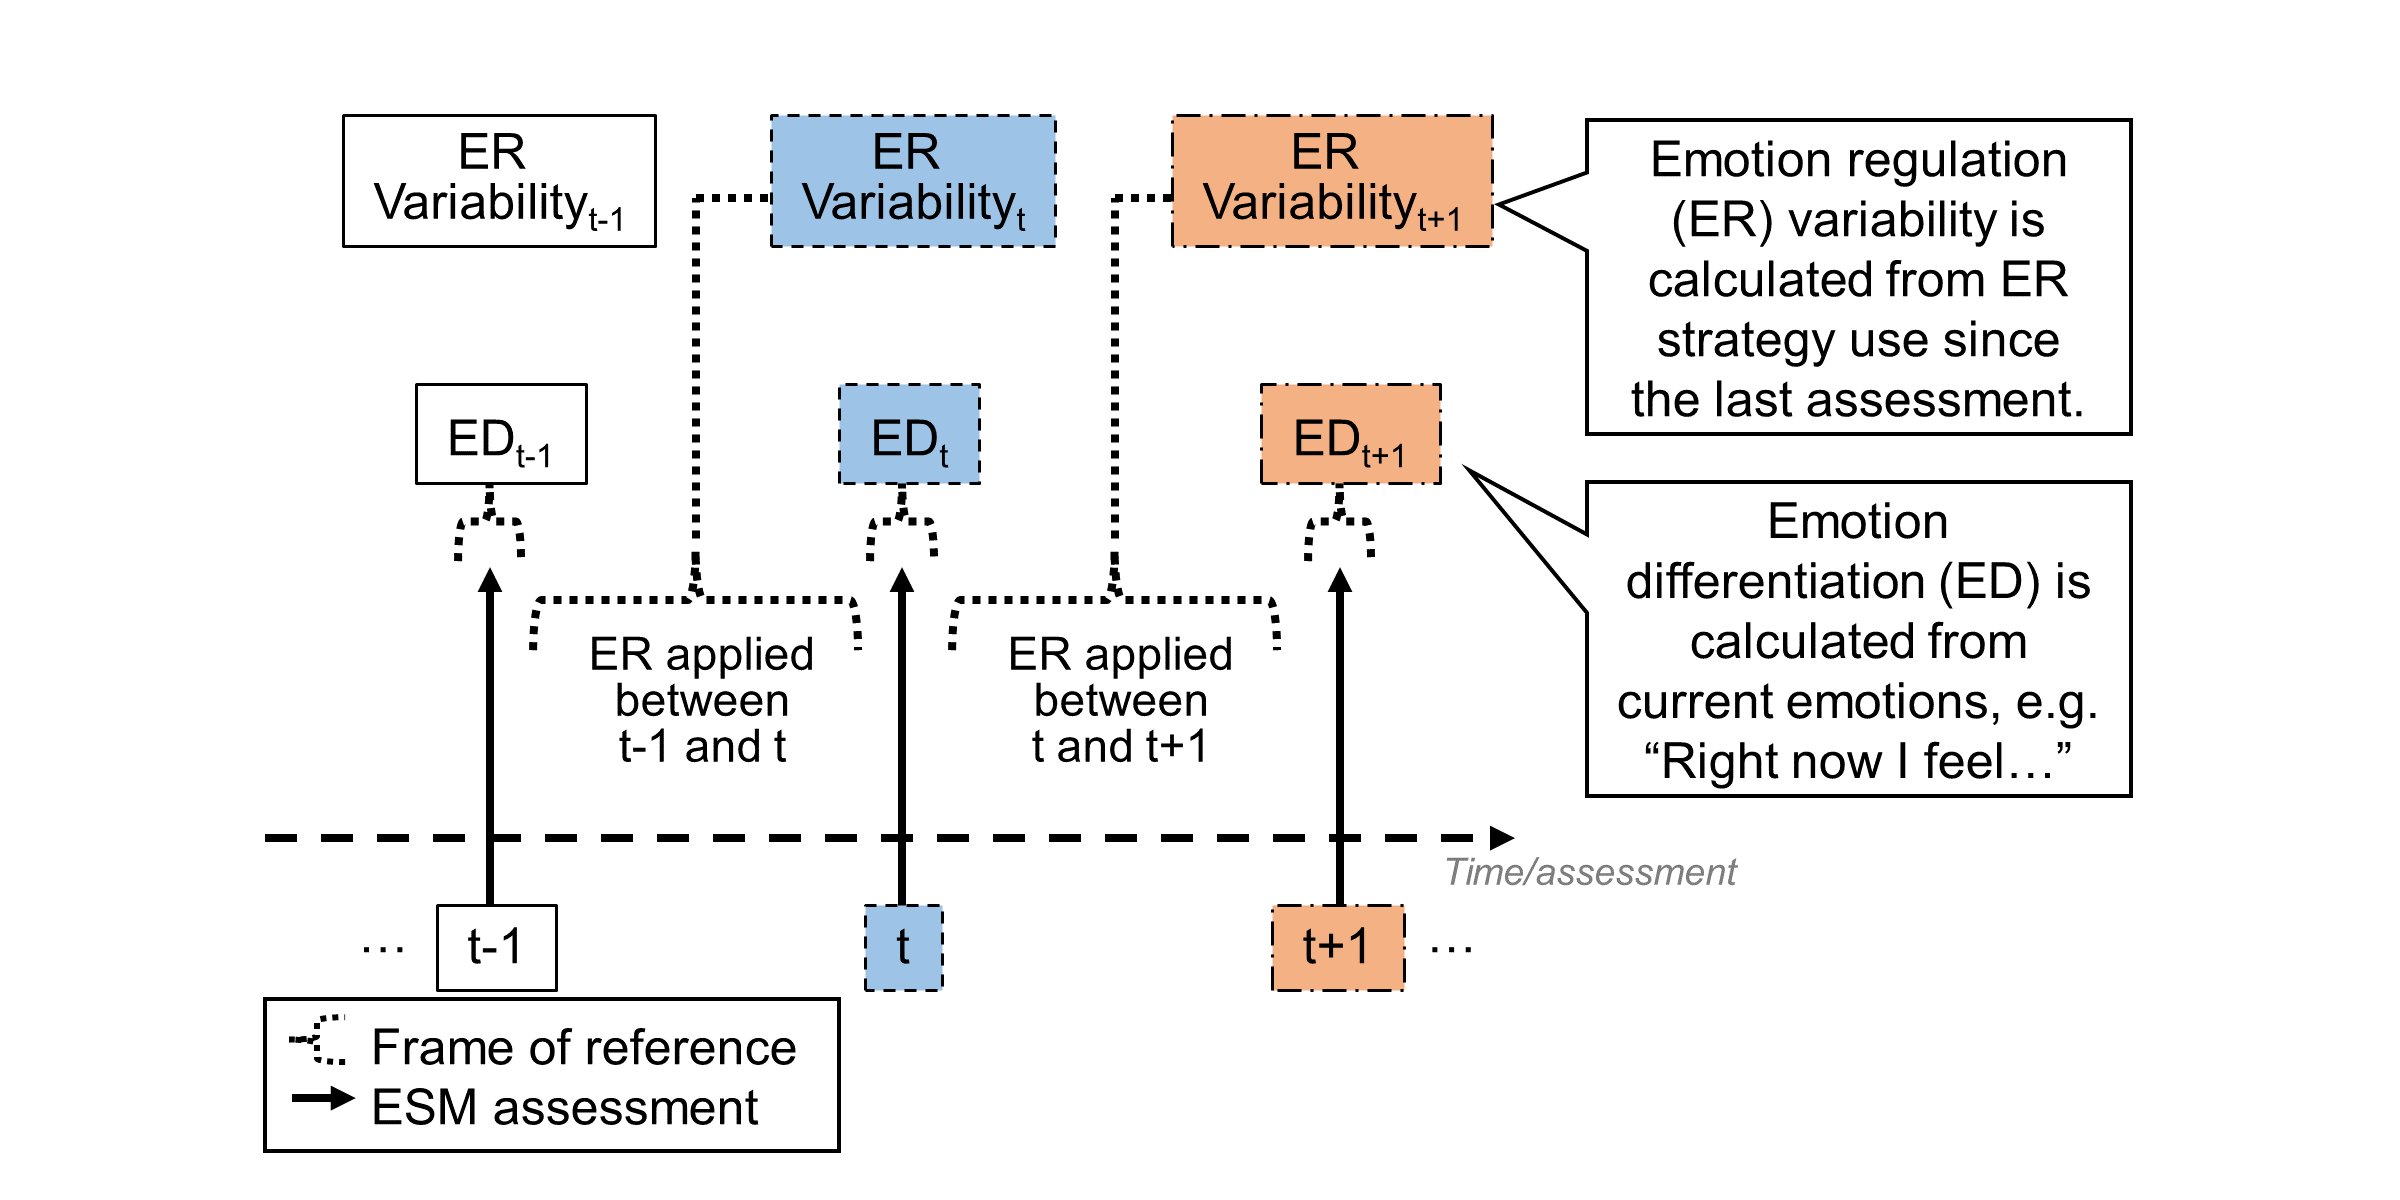 ER
Variability t-1
ER
Variability t
ER
Variability t+1
Emotion regulation
(ER) variability is
calculated from ER
strategy use since
the last assessment.
ED t-1
ED t
ED t+1
Emotion
differentiation (ED) is
calculated from
current emotions, e.g.
“Right now I feel…”
ER applied
between
t-1 and t
ER applied
between
t and t+1
Time/assessment
…
t-1
t
t+1
…
Frame of reference
ESM assessment